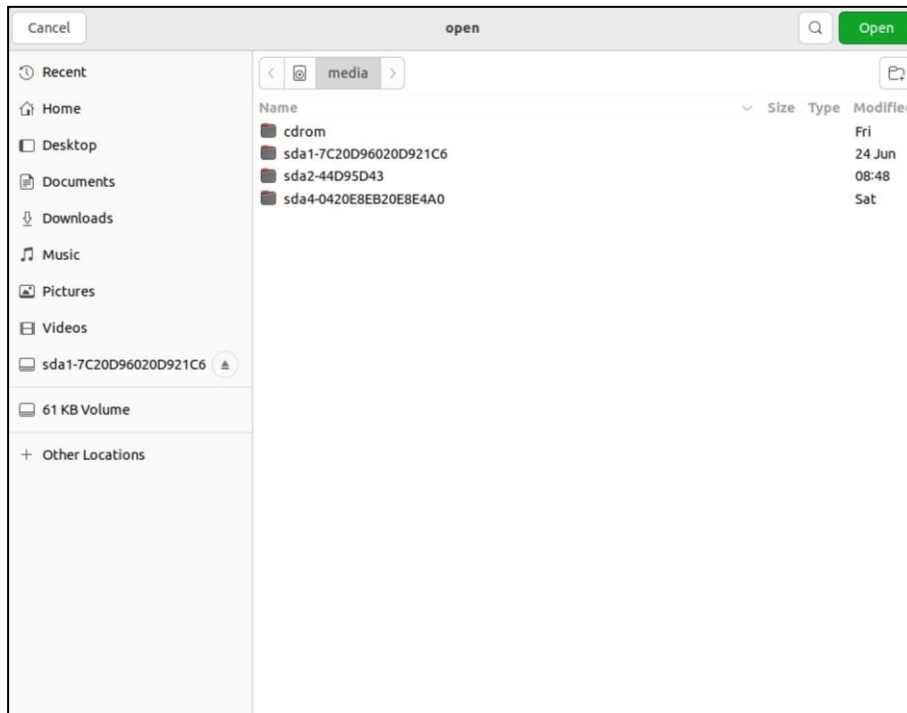 Cancel open Open
Recent
Home
Desktop
Documents
Downloads
Music
Pictures
Videos
sda1-7C20D96020D921C6
61 KB Volume
Other Locations
media
Name Size Type Modifie
cdrom Fri
sda1-7C20D96020D921C6 24 Jun
sda2-44D95D43 08:48
sda4-0420E8EB20E8E4A0 Sat